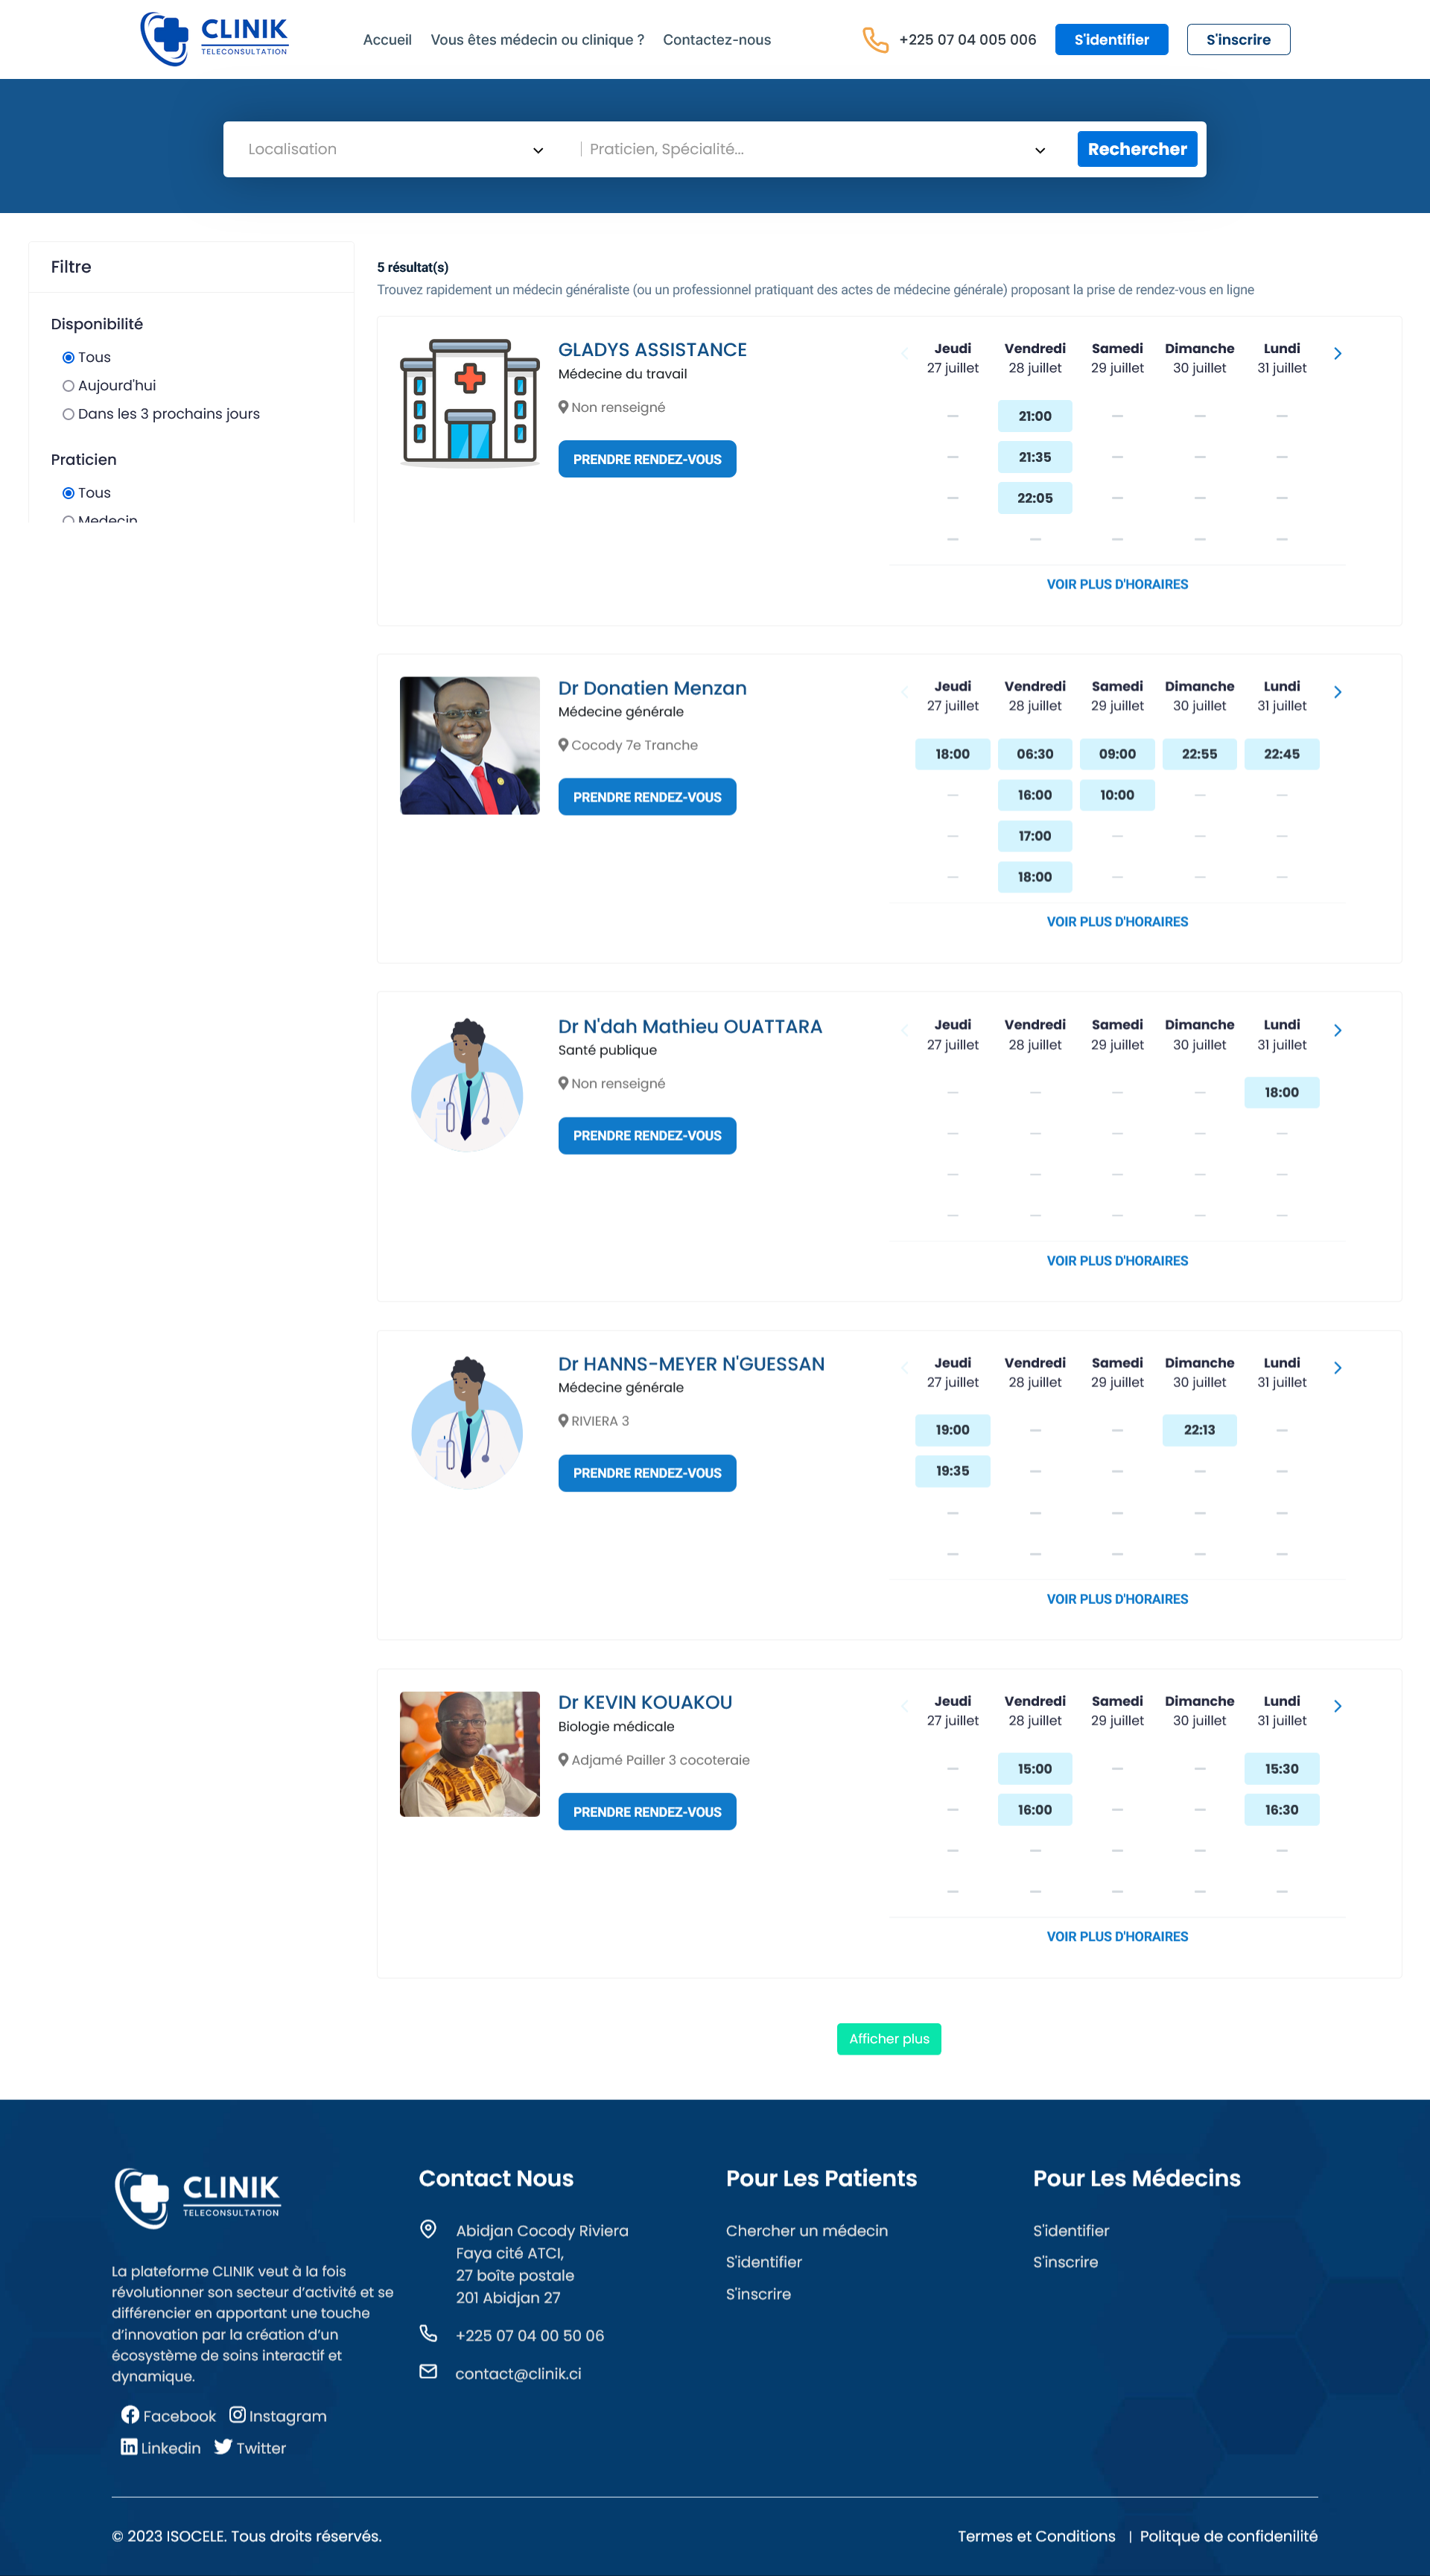 CLINIK
TELECONSULTATION
Accueil
Vous êtes médecin ou clinique ?
Contactez-nous
+225 07 04 005 006
S'identifier
S'inscrire
Localisation
Praticien, Spécialité...
Rechercher
Filtre
Disponibilité
Tous
Aujourd'hui
Dans les 3 prochains jours
Praticien
Tous
Medecin
5 résultat(s)
Trouvez rapidement un médecin généraliste (ou un professionnel pratiquant des actes de médecine générale) proposant la prise de rendez-vous en ligne
GLADYS ASSISTANCE
Médecine du travail
Non renseigné
PRENDRE RENDEZ-VOUS
Jeudi Vendredi Samedi Dimanche Lundi
27 juillet 28 juillet 29 juillet 30 juillet 31 juillet
— 21:00 — — —
— 21:35 — — —
— 22:05 — — —
— — — — —
VOIR PLUS D'HORAIRES
Dr Donatien Menzan
Médecine générale
Cocody 7e Tranche
PRENDRE RENDEZ-VOUS
Jeudi Vendredi Samedi Dimanche Lundi
27 juillet 28 juillet 29 juillet 30 juillet 31 juillet
18:00 06:30 09:00 22:55 22:45
— 16:00 10:00 — —
— 17:00 — — —
— 18:00 — — —
VOIR PLUS D'HORAIRES
Dr N'dah Mathieu OUATTARA
Santé publique
Non renseigné
PRENDRE RENDEZ-VOUS
Jeudi Vendredi Samedi Dimanche Lundi
27 juillet 28 juillet 29 juillet 30 juillet 31 juillet
— — — — 18:00
— — — — —
— — — — —
— — — — —
VOIR PLUS D'HORAIRES
Dr HANNS-MEYER N'GUESSAN
Médecine générale
RIVIERA 3
PRENDRE RENDEZ-VOUS
Jeudi Vendredi Samedi Dimanche Lundi
27 juillet 28 juillet 29 juillet 30 juillet 31 juillet
19:00 — — 22:13 —
19:35 — — — —
— — — — —
— — — — —
VOIR PLUS D'HORAIRES
Dr KEVIN KOUAKOU
Biologie médicale
Adjamé Pailler 3 cocoteraie
PRENDRE RENDEZ-VOUS
Jeudi Vendredi Samedi Dimanche Lundi
27 juillet 28 juillet 29 juillet 30 juillet 31 juillet
— 15:00 — — 15:30
— 16:00 — — 16:30
— — — — —
— — — — —
VOIR PLUS D'HORAIRES
Afficher plus
CLINIK
TELECONSULTATION
La plateforme CLINIK veut à la fois
révolutionner son secteur d'activité et se
différencier en apportant une touche
d'innovation par la création d'un
écosystème de soins interactif et
dynamique.
Facebook Instagram
Linkedin Twitter
Contact Nous
Abidjan Cocody Riviera
Faya cité ATCI,
27 boîte postale
201 Abidjan 27
+225 07 04 00 50 06
contact@clinik.ci
Pour Les Patients
Chercher un médecin
S'identifier
S'inscrire
Pour Les Médecins
S'identifier
S'inscrire
© 2023 ISOCELE. Tous droits réservés.
Termes et Conditions | Politque de confidenilité